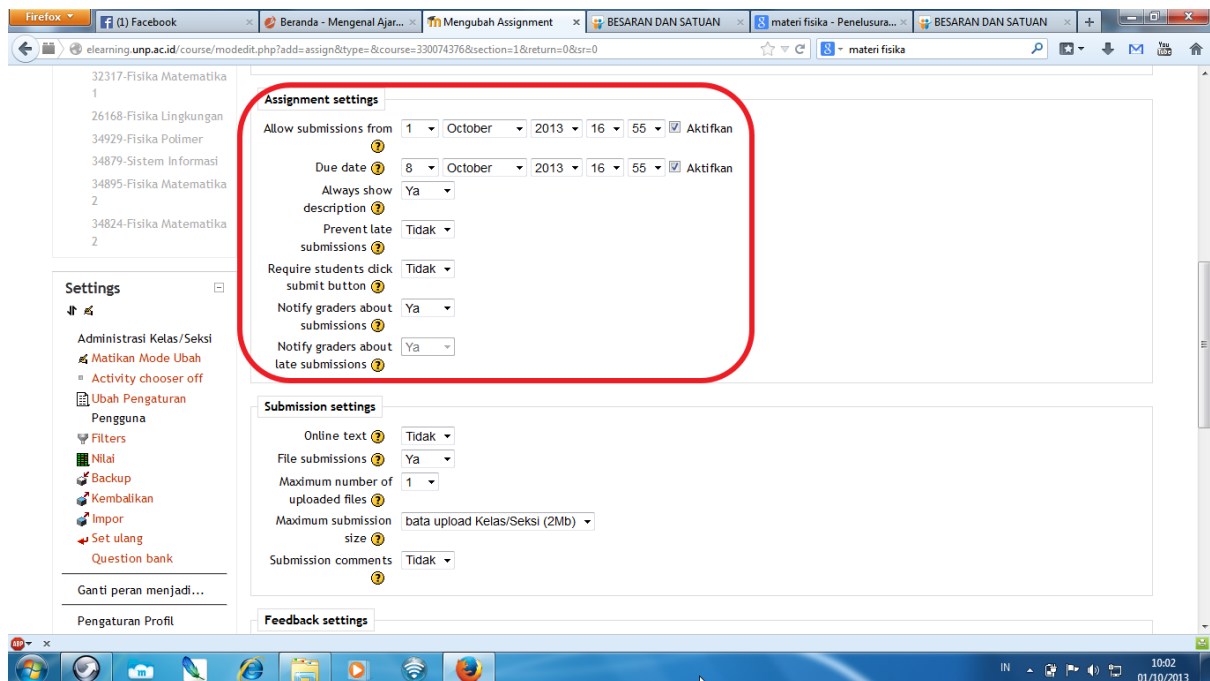 Firefox
(1) Facebook
Beranda - Mengenal Ajar...
Mengubah Assignment
BESARAN DAN SATUAN
materi fisika - Penelusura...
BESARAN DAN SATUAN
elearning.unp.ac.id/course/modedit.php?add=assign&type=&course=330074376&section=1&return=0&sr=0
materi fisika
32317-Fisika Matematika
1
26168-Fisika Lingkungan
34929-Fisika Polimer
34879-Sistem Informasi
34895-Fisika Matematika
2
34824-Fisika Matematika
2
Settings
Administrasi Kelas/Seksi
Matikan Mode Ubah
Activity chooser off
Ubah Pengaturan
Pengguna
Filters
Nilai
Backup
Kembalikan
Impor
Set ulang
Question bank
Ganti peran menjadi...
Pengaturan Profil
Assignment settings
Allow submissions from 1 October 2013 16 55 Aktifkan
Due date 8 October 2013 16 55 Aktifkan
Always show Ya
description
Prevent late Tidak
submissions
Require students click Tidak
submit button
Notify graders about Ya
submissions
Notify graders about Ya
late submissions
Submission settings
Online text Tidak
File submissions Ya
Maximum number of 1
uploaded files
Maximum submission bata upload Kelas/Seksi (2Mb)
size
Submission comments Tidak
Feedback settings
ABP
IN
10:02
01/10/2013